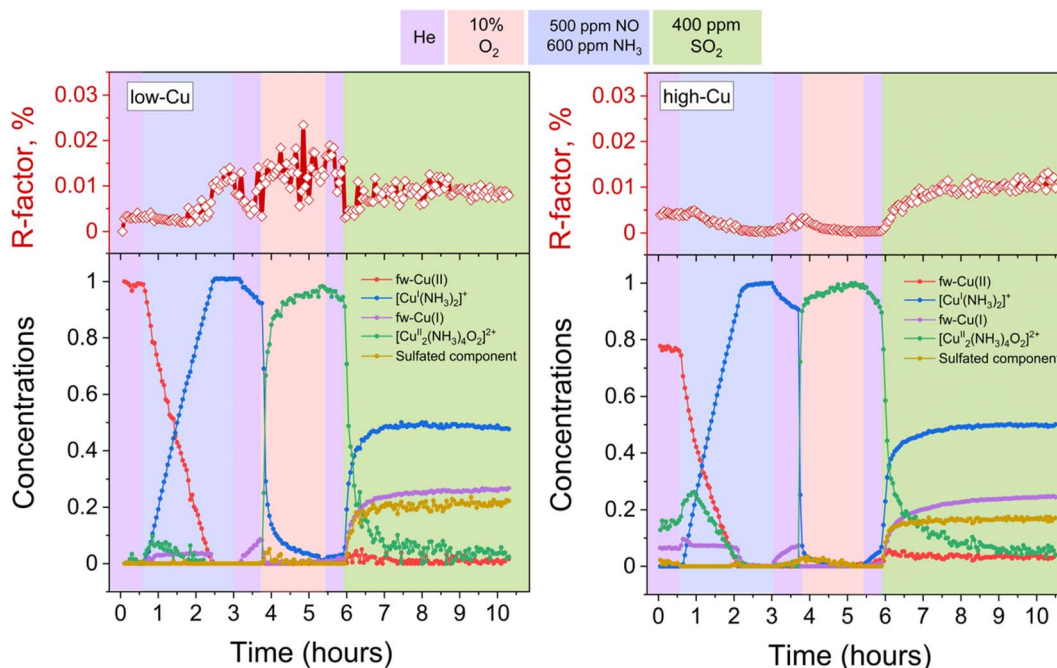 He
10%
O₂
500 ppm NO
600 ppm NH₃
400 ppm
SO₂
low-Cu
R-factor, %
0.03
0.02
0.01
0
fw-Cu(II)
[Cuᴵ(NH₃)₂]⁺
fw-Cu(I)
[Cuᴵᴵ₂(NH₃)₄O₂]²⁺
Sulfated component
Concentrations
1
0.8
0.6
0.4
0.2
0
0 1 2 3 4 5 6 7 8 9 10
Time (hours)
high-Cu
R-factor, %
0.03
0.02
0.01
0
fw-Cu(II)
[Cuᴵ(NH₃)₂]⁺
fw-Cu(I)
[Cuᴵᴵ₂(NH₃)₄O₂]²⁺
Sulfated component
Concentrations
1
0.8
0.6
0.4
0.2
0
0 1 2 3 4 5 6 7 8 9 10
Time (hours)